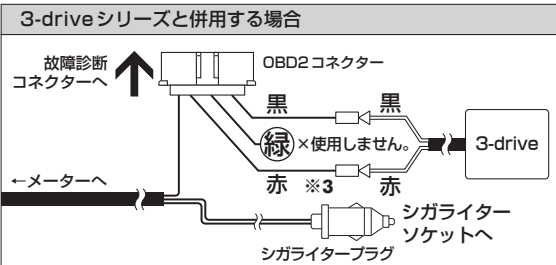 3-driveシリーズと併用する場合
故障診断
コネクターへ
OBD2コネクター
黒
黒
緑
×使用しません。
3-drive
赤
※3
赤
←メーターへ
シガライター
ソケットへ
シガライタープラグ